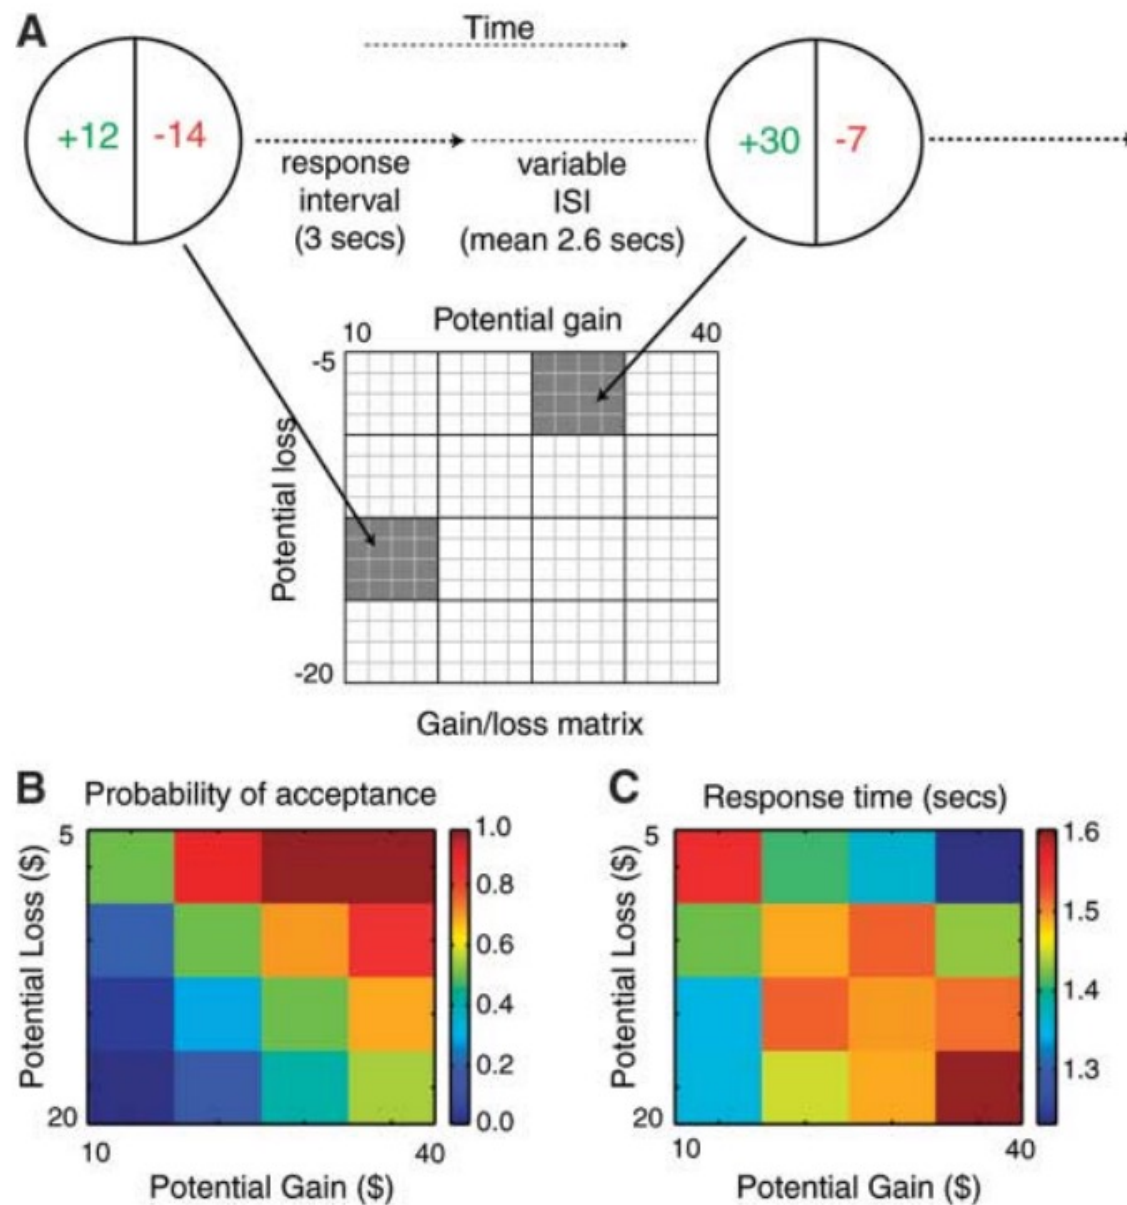 A
Time
+12 -14
+30 -7
response
interval
(3 secs)
variable
ISI
(mean 2.6 secs)
Potential gain
10 40
-5
Potential loss
-20
Gain/loss matrix
B Probability of acceptance
Potential Loss ($)
5
20
10 40
Potential Gain ($)
1.0
0.8
0.6
0.4
0.2
0.0
C Response time (secs)
Potential Loss ($)
5
20
10 40
Potential Gain ($)
1.6
1.5
1.4
1.3